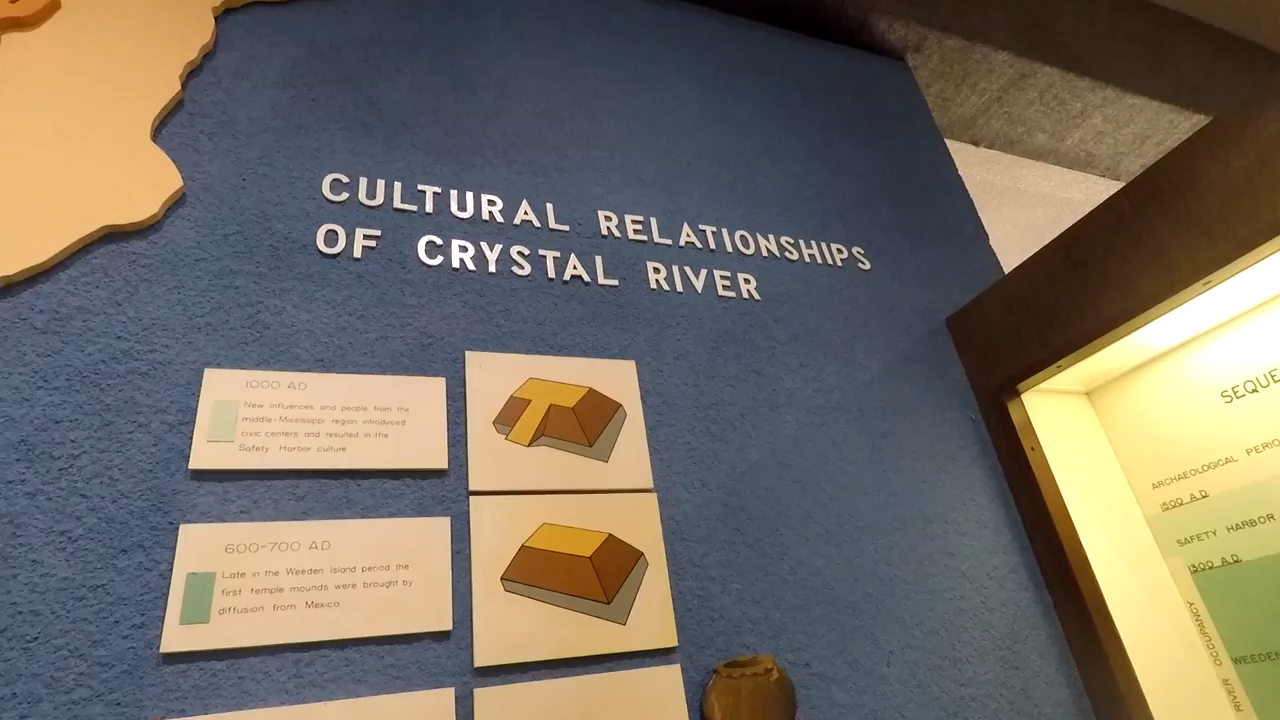 CULTURAL RELATIONSHIPS
OF CRYSTAL RIVER
1000 AD
New influences and people from the
middle-Mississippi region introduced
civic centers and resulted in the
Safety Harbor culture
600-700 AD
Late in the Weeden Island period the
first temple mounds were brought by
diffusion from Mexico
SEQUE
ARCHAEOLOGICAL PERIO
1500 A.D.
SAFETY HARBOR
1300 A.D.
RIVER OCCUPANCY
WEEDEN